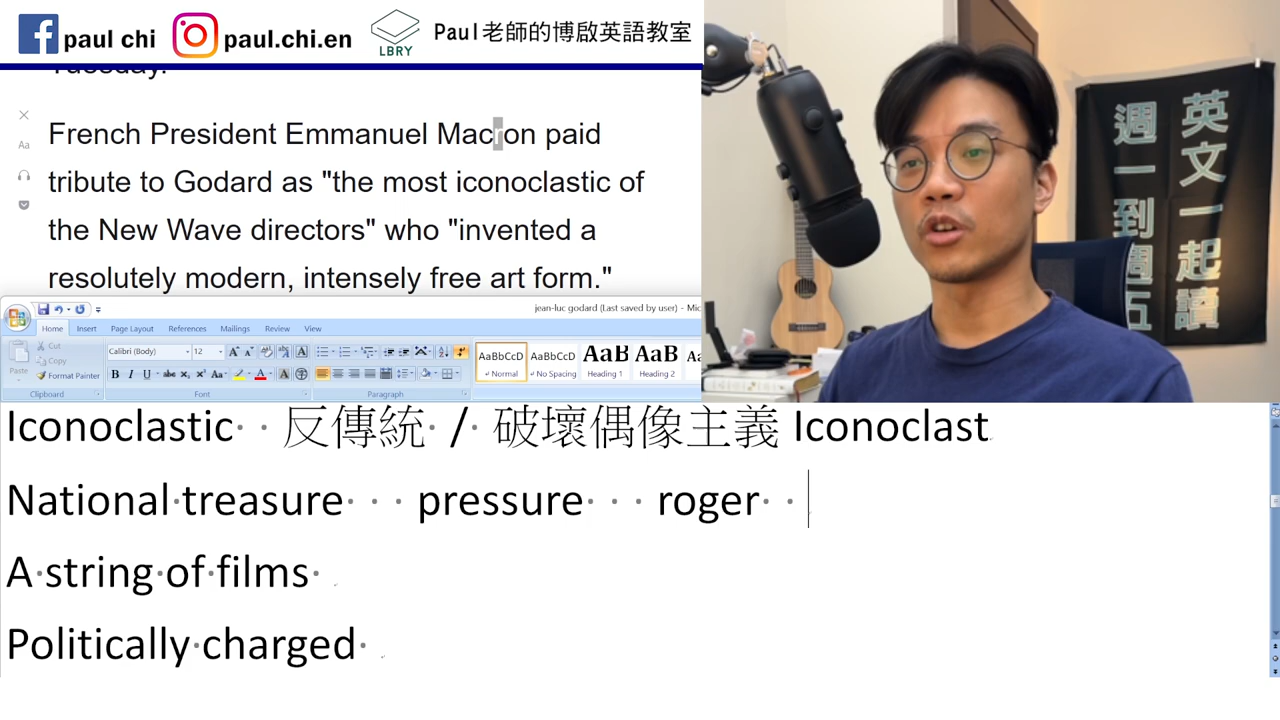 paul chi
paul.chi.en
LBRY
Paul老師的博啟英語教室
Tuesday.
French President Emmanuel Macron paid
tribute to Godard as "the most iconoclastic of
the New Wave directors" who "invented a
resolutely modern, intensely free art form."
Aa
英文一起讀
週一到週五
jean-luc godard (Last saved by user) - Mic
Home Insert Page Layout References Mailings Review View
Paste Cut Copy Format Painter
Calibri (Body) 12
AaBbCcD AaBbCcD AaBb AaBb
Normal No Spacing Heading 1 Heading 2
Clipboard Font Paragraph
Iconoclastic 反傳統 / 破壞偶像主義 Iconoclast
National treasure pressure roger
A string of films
Politically charged